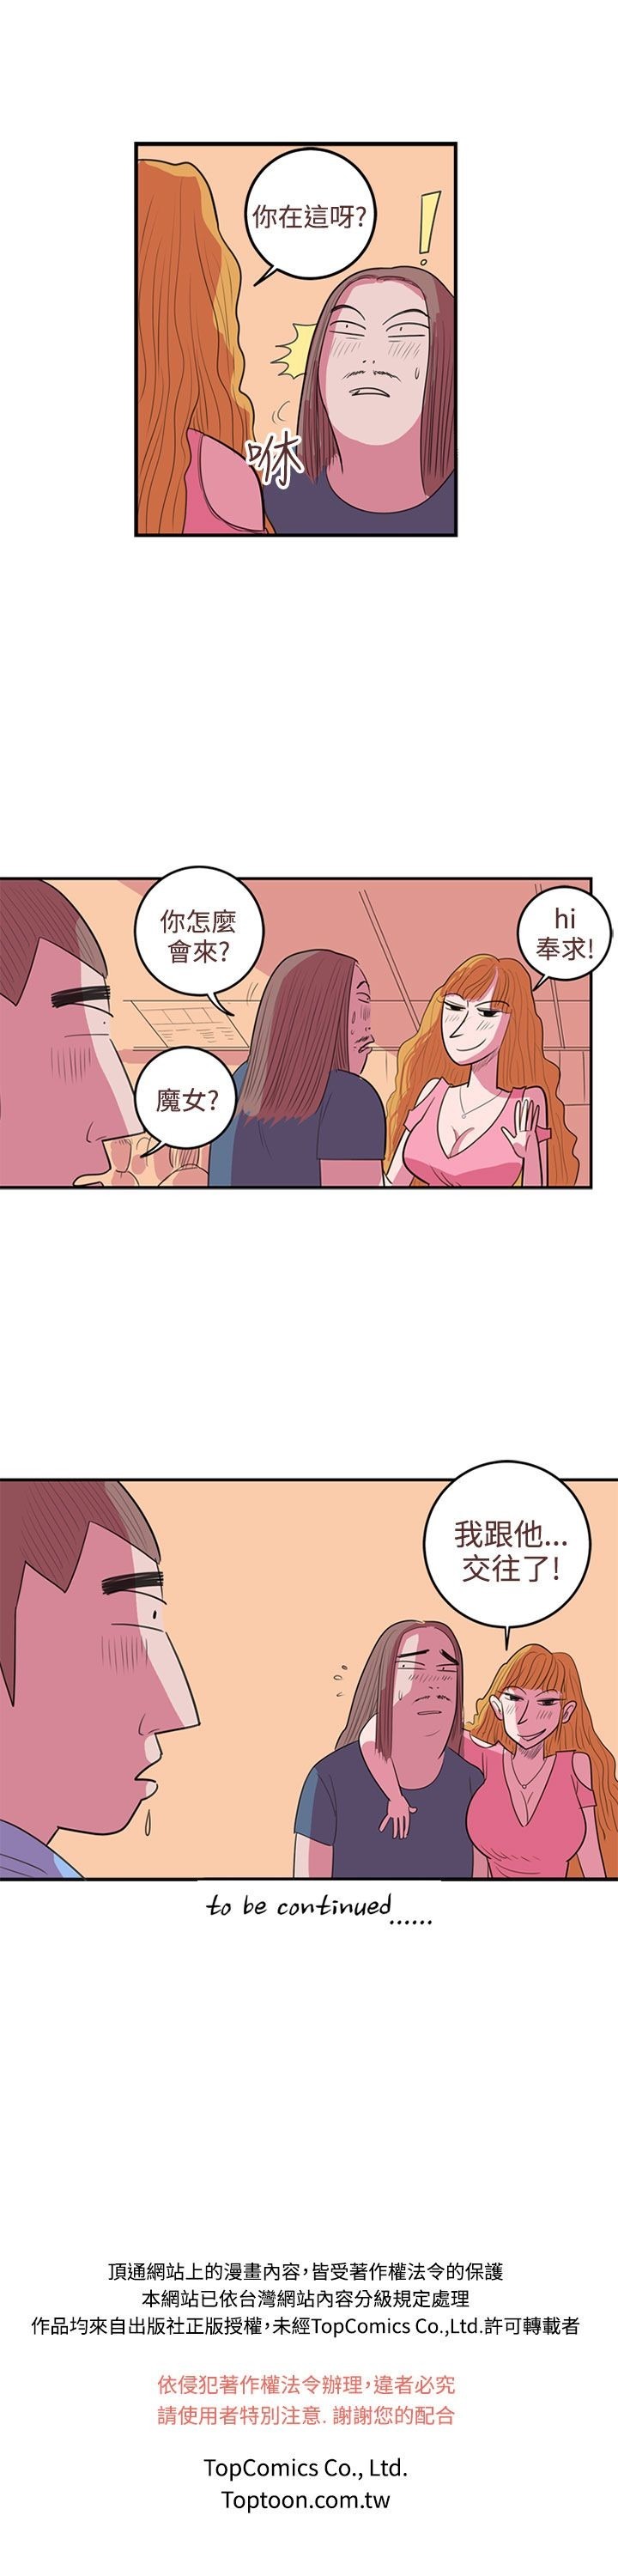 你在這呀?
咻
你怎麼
會來?
hi
奉求!
魔女?
我跟他...
交往了!
to be continued......
頂通網站上的漫畫內容，皆受著作權法令的保護
本網站已依台灣網站內容分級規定處理
作品均來自出版社正版授權，未經TopComics Co.,Ltd.許可轉載者
依侵犯著作權法令辦理，違者必究
請使用者特別注意. 謝謝您的配合
TopComics Co., Ltd.
Toptoon.com.tw